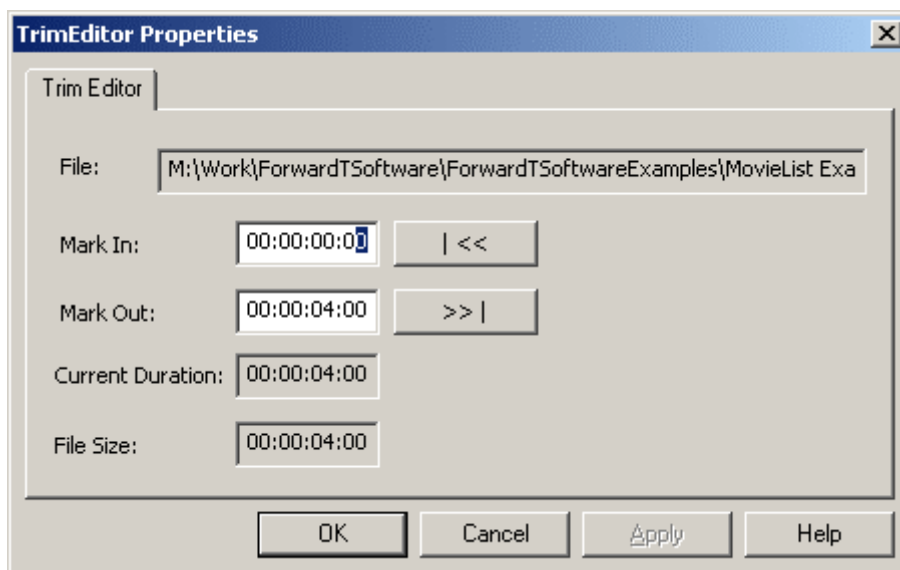 TrimEditor Properties
Trim Editor
File: M:\Work\ForwardTSoftware\ForwardTSoftwareExamples\MovieList Exa
Mark In: 00:00:00:00 |<<
Mark Out: 00:00:04:00 >>|
Current Duration: 00:00:04:00
File Size: 00:00:04:00
OK Cancel Apply Help